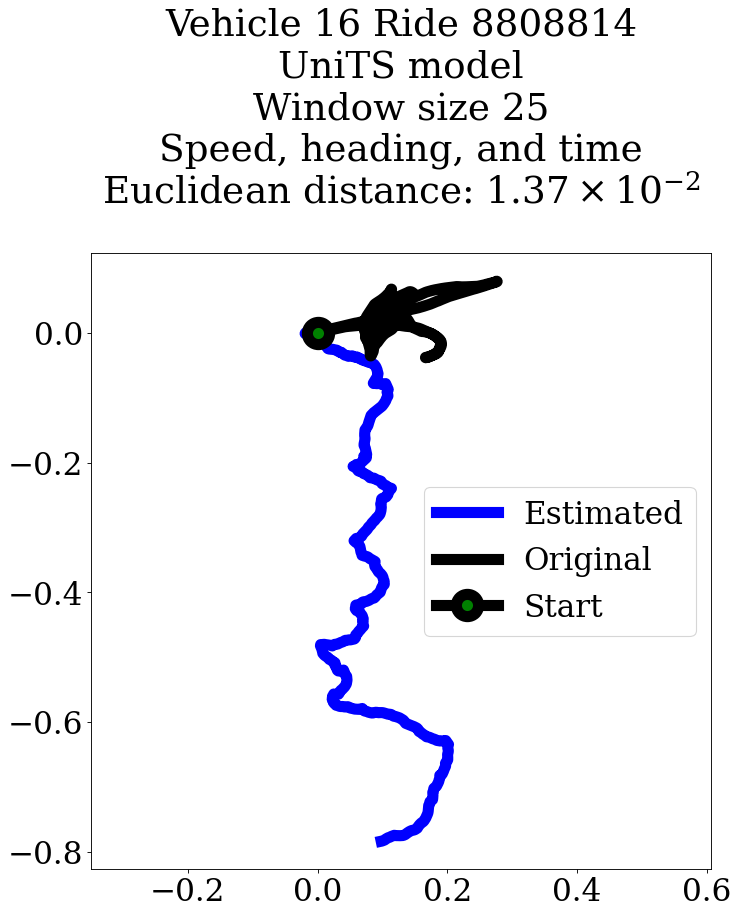 Vehicle 16 Ride 8808814
UniTS model
Window size 25
Speed, heading, and time
Euclidean distance: 1.37 × 10⁻²
0.0
−0.2
−0.4
−0.6
−0.8
Estimated
Original
Start
−0.2 0.0 0.2 0.4 0.6